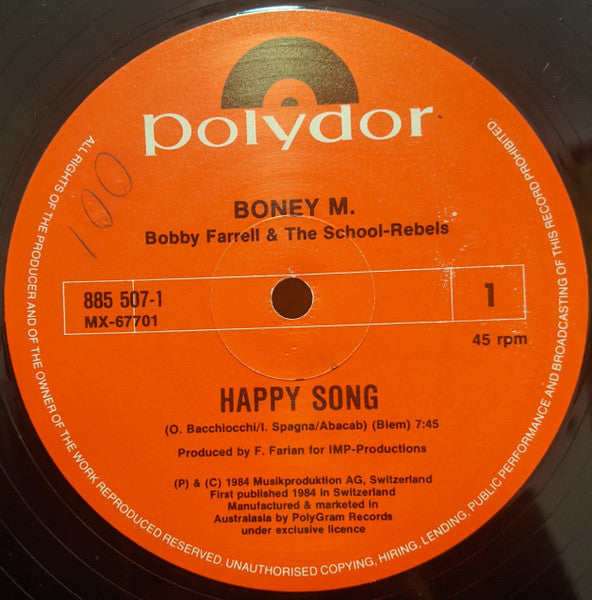 polydor
100
BONEY M.
Bobby Farrell & The School-Rebels
885 507-1
MX-67701
1
45 rpm
HAPPY SONG
(O. Bacchiocchi/I. Spagna/Abacab) (Biem) 7:45
Produced by F. Farian for IMP-Productions
(P) & (C) 1984 Musikproduktion AG, Switzerland
First published 1984 in Switzerland
Manufactured & marketed in
Australasia by PolyGram Records
under exclusive licence
ALL RIGHTS OF THE PRODUCER AND OF THE OWNER OF THE WORK REPRODUCED RESERVED. UNAUTHORISED COPYING, HIRING, LENDING, PUBLIC PERFORMANCE AND BROADCASTING OF THIS RECORD PROHIBITED.